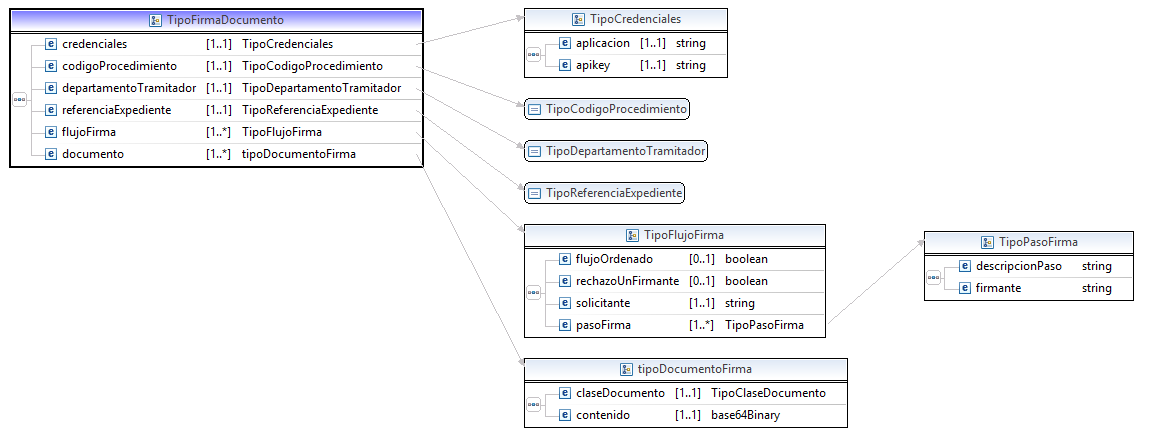 TipoFirmaDocumento
credenciales [1..1] TipoCredenciales
codigoProcedimiento [1..1] TipoCodigoProcedimiento
departamentoTramitador [1..1] TipoDepartamentoTramitador
referenciaExpediente [1..1] TipoReferenciaExpediente
flujoFirma [1..*] TipoFlujoFirma
documento [1..*] tipoDocumentoFirma
TipoCredenciales
aplicacion [1..1] string
apikey [1..1] string
TipoCodigoProcedimiento
TipoDepartamentoTramitador
TipoReferenciaExpediente
TipoFlujoFirma
flujoOrdenado [0..1] boolean
rechazoUnFirmante [0..1] boolean
solicitante [1..1] string
pasoFirma [1..*] TipoPasoFirma
TipoPasoFirma
descripcionPaso string
firmante string
tipoDocumentoFirma
claseDocumento [1..1] TipoClaseDocumento
contenido [1..1] base64Binary